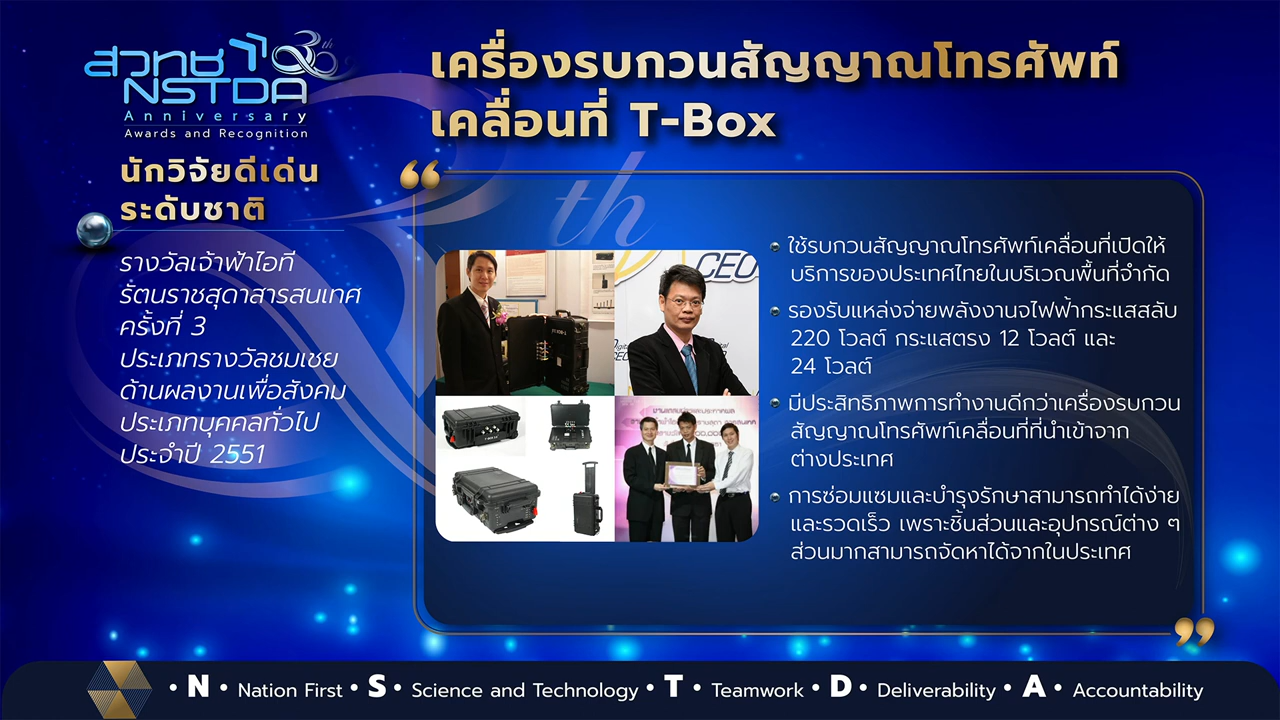 สวทช
30th
NSTDA
Anniversary
Awards and Recognition
นักวิจัยดีเด่น
ระดับชาติ
รางวัลเจ้าฟ้าไอที
รัตนราชสุดาสารสนเทศ
ครั้งที่ 3
ประเภทรางวัลชมเชย
ด้านผลงานเพื่อสังคม
ประเภทบุคคลทั่วไป
ประจำปี 2551
เครื่องรบกวนสัญญาณโทรศัพท์
เคลื่อนที่ T-Box
th
CEO
ใช้รบกวนสัญญาณโทรศัพท์เคลื่อนที่เปิดให้
บริการของประเทศไทยในบริเวณพื้นที่จำกัด
รองรับแหล่งจ่ายพลังงานจไฟฟ้ากระแสสลับ
220 โวลต์ กระแสตรง 12 โวลต์ และ
24 โวลต์
มีประสิทธิภาพการทำงานดีกว่าเครื่องรบกวน
สัญญาณโทรศัพท์เคลื่อนที่ที่นำเข้าจาก
ต่างประเทศ
การซ่อมแซมและบำรุงรักษาสามารถทำได้ง่าย
และรวดเร็ว เพราะชิ้นส่วนและอุปกรณ์ต่าง ๆ
ส่วนมากสามารถจัดหาได้จากในประเทศ
• N • Nation First • S • Science and Technology • T • Teamwork • D • Deliverability • A • Accountability